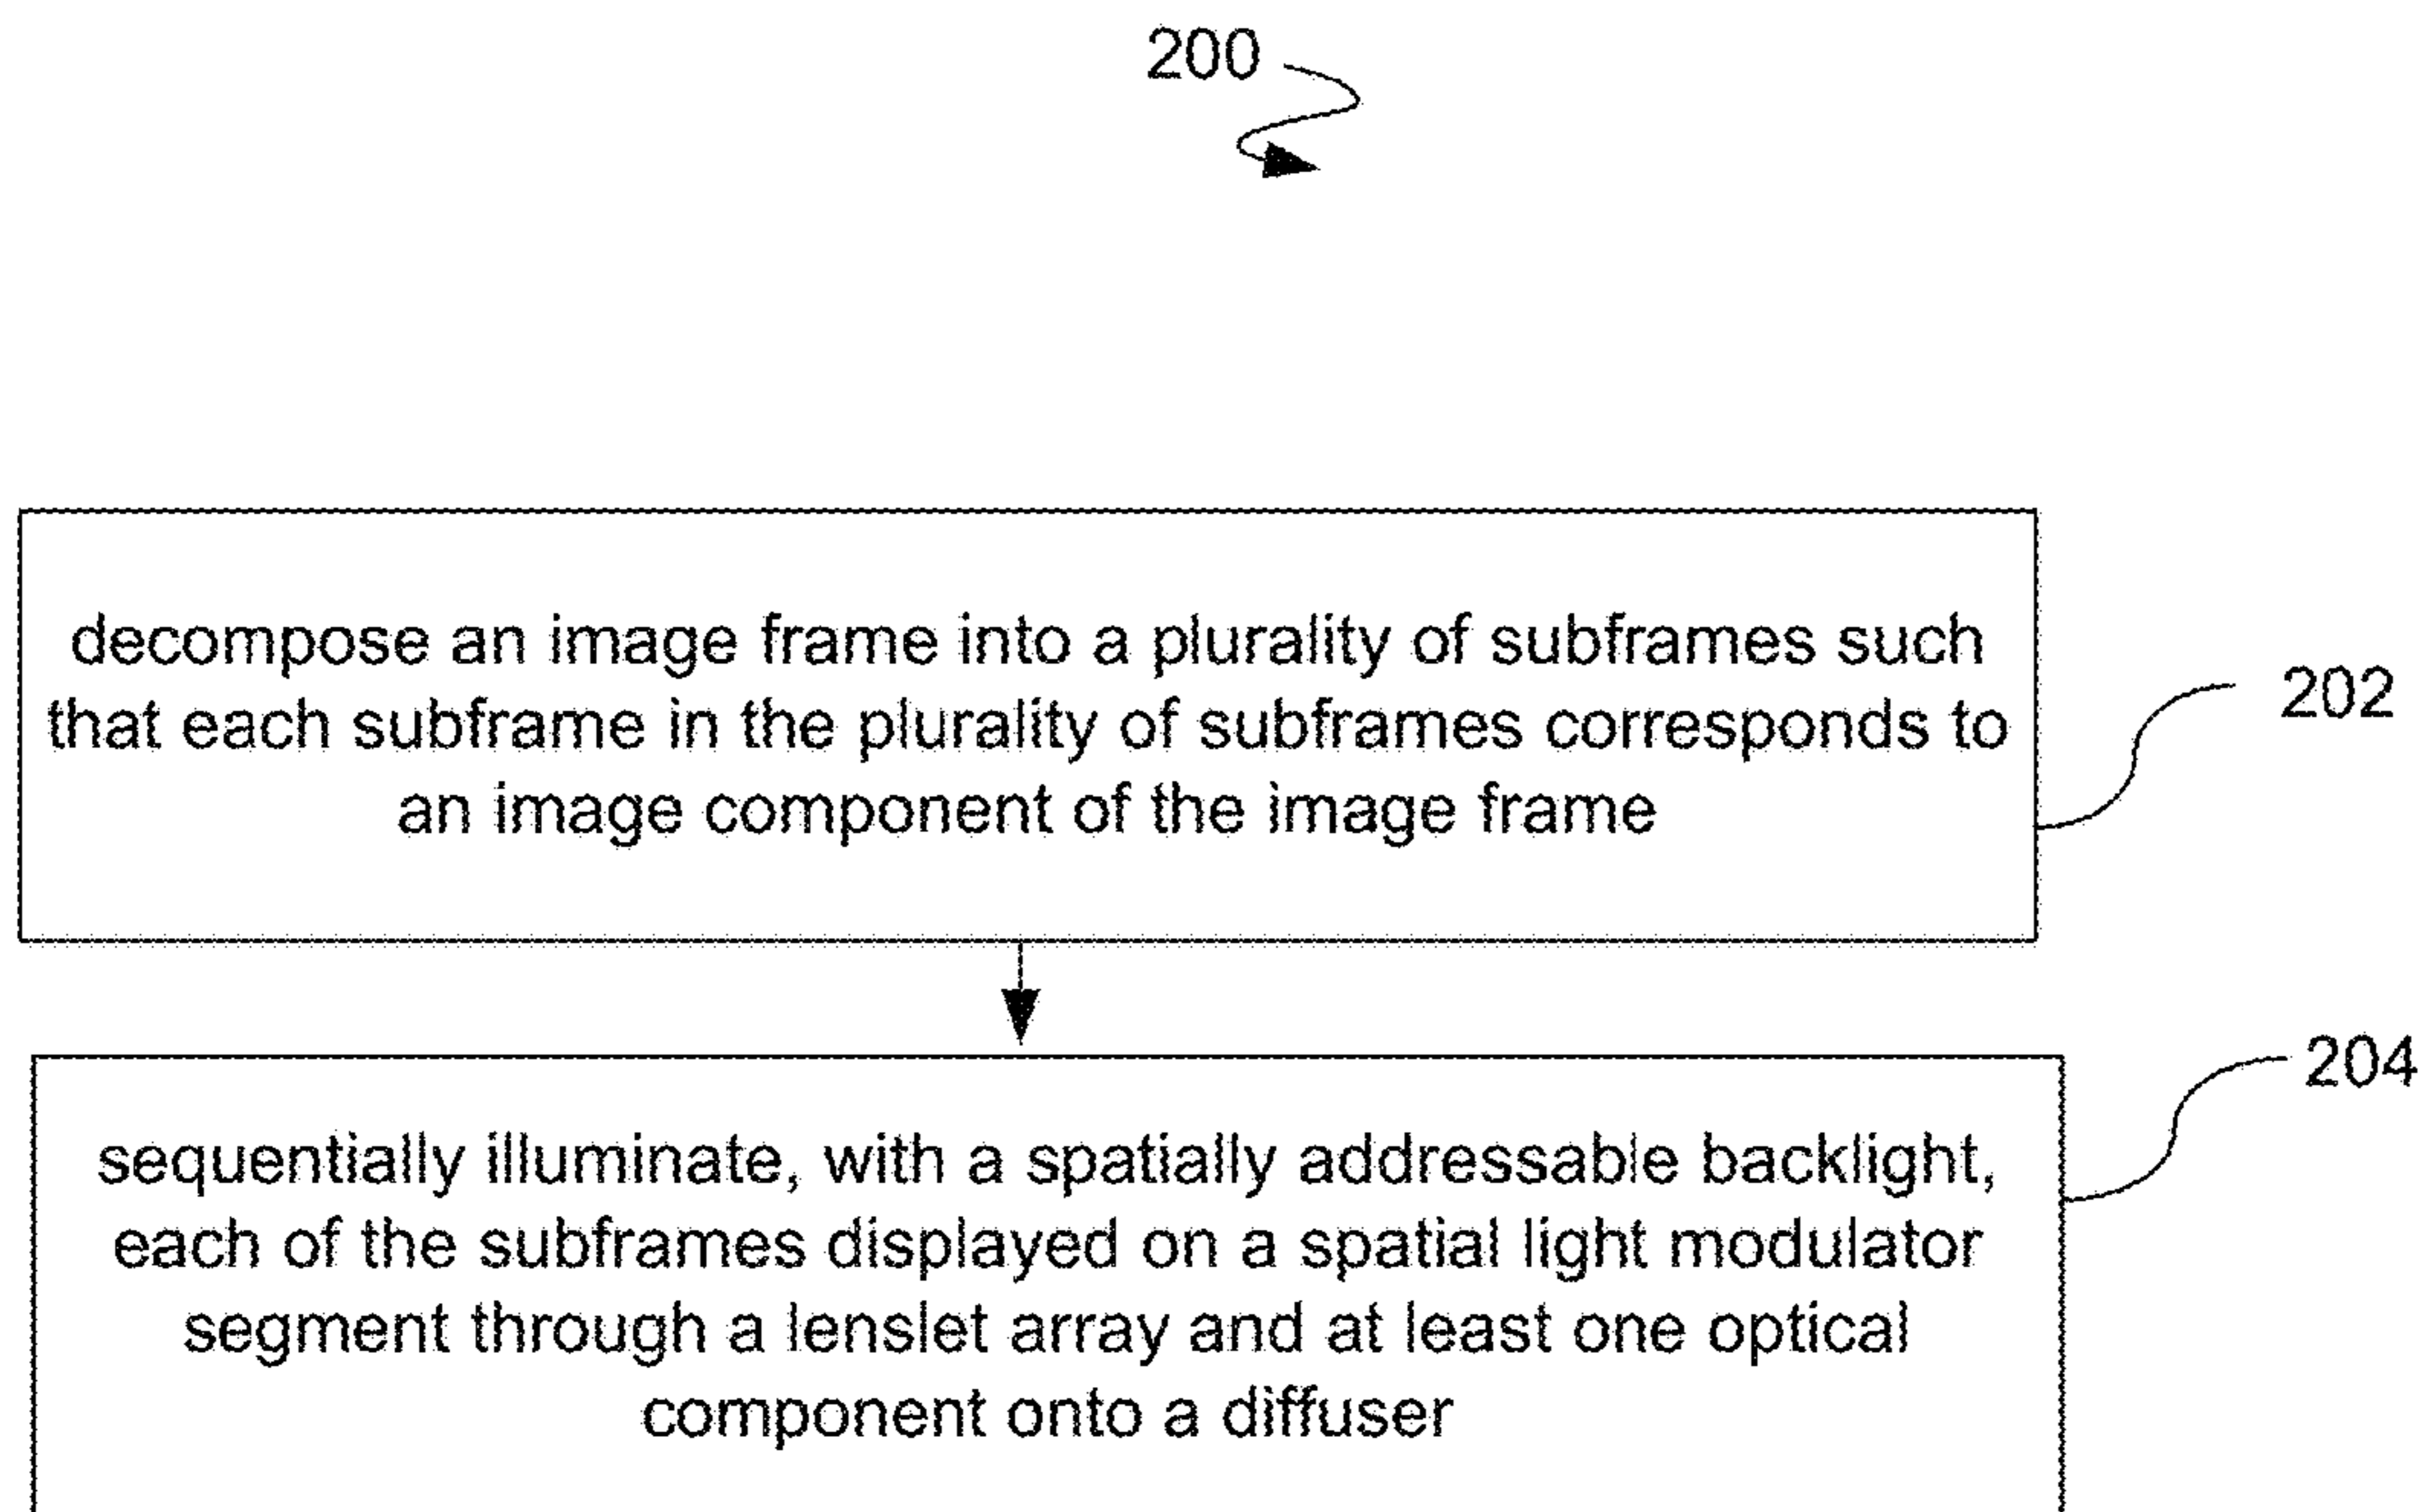 200
decompose an image frame into a plurality of subframes such
that each subframe in the plurality of subframes corresponds to
an image component of the image frame
202
204
sequentially illuminate, with a spatially addressable backlight,
each of the subframes displayed on a spatial light modulator
segment through a lenslet array and at least one optical
component onto a diffuser